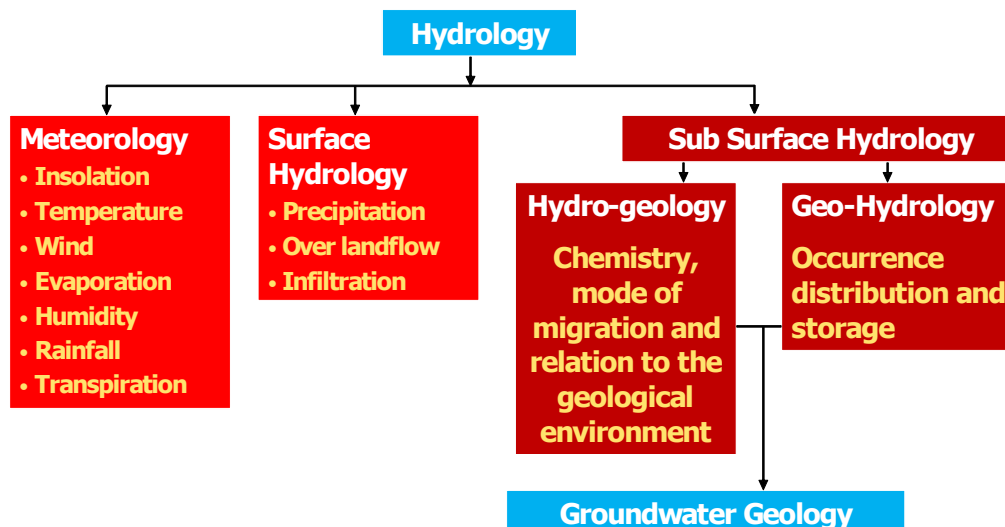 Hydrology
Meteorology
• Insolation
• Temperature
• Wind
• Evaporation
• Humidity
• Rainfall
• Transpiration
Surface
Hydrology
• Precipitation
• Over landflow
• Infiltration
Sub Surface Hydrology
Hydro-geology
Chemistry,
mode of
migration and
relation to the
geological
environment
Geo-Hydrology
Occurrence
distribution and
storage
Groundwater Geology